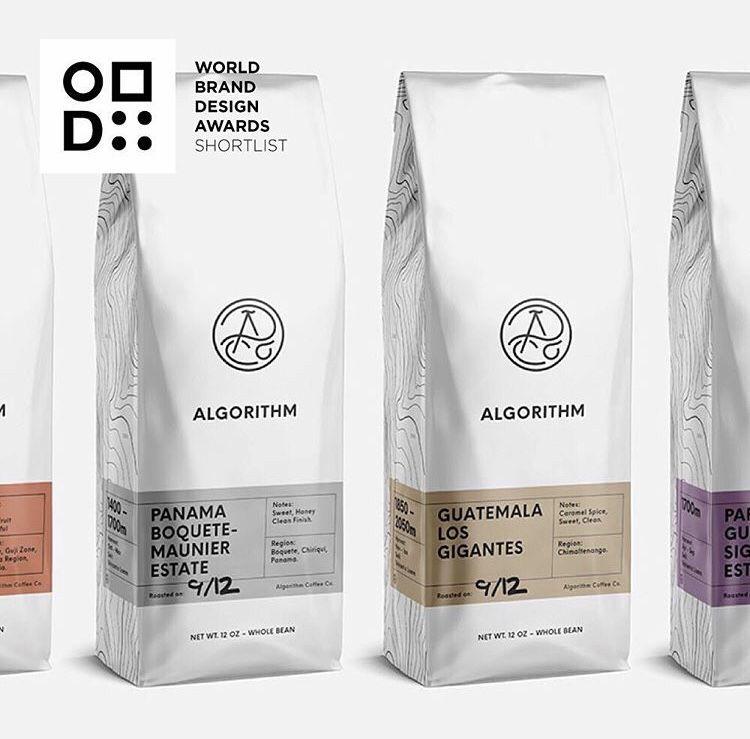 WORLD
BRAND
DESIGN
AWARDS
SHORTLIST
ALGORITHM
1700m
PANAMA
BOQUETE-
MAUNIER
ESTATE
Notes:
Sweet, Honey
Clean Finish.
Region:
Boquete, Chiriqui,
Panama.
Roasted on: 9/12
Algorithm Coffee Co.
NET WT. 12 OZ – WHOLE BEAN
ALGORITHM
1850 –
2050m
GUATEMALA
LOS
GIGANTES
Notes:
Caramel Spice,
Sweet, Clean.
Region:
Chimaltenango.
Roasted on: 9/12
Algorithm Coffee Co.
NET WT. 12 OZ – WHOLE BEAN
1700m